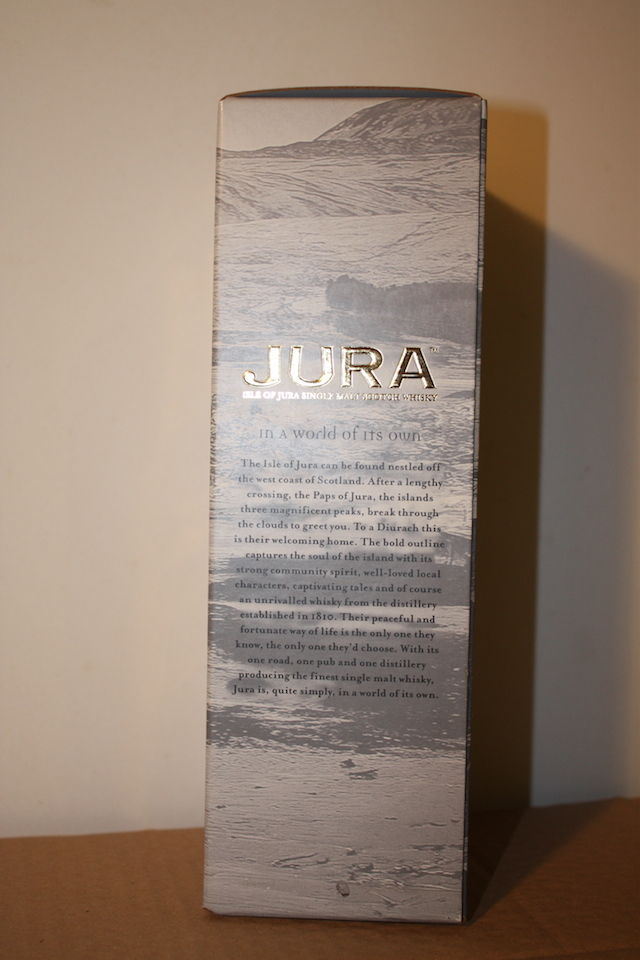 JURA™
ISLE OF JURA SINGLE MALT SCOTCH WHISKY
IN A WORLD OF ITS OWN
The Isle of Jura can be found nestled off
the west coast of Scotland. After a lengthy
crossing, the Paps of Jura, the islands
three magnificent peaks, break through
the clouds to greet you. To a Diurach this
is their welcoming home. The bold outline
captures the soul of the island with its
strong community spirit, well-loved local
characters, captivating tales and of course
an unrivalled whisky from the distillery
established in 1810. Their peaceful and
fortunate way of life is the only one they
know, the only one they'd choose. With its
one road, one pub and one distillery
producing the finest single malt whisky,
Jura is, quite simply, in a world of its own.